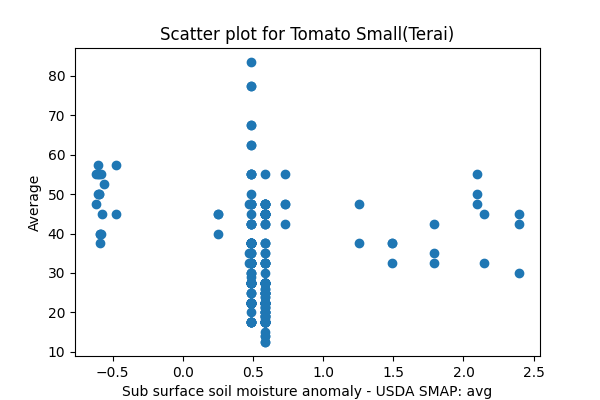 Scatter plot for Tomato Small(Terai)
80
70
60
50
40
30
20
10
Average
−0.5 0.0 0.5 1.0 1.5 2.0 2.5
Sub surface soil moisture anomaly - USDA SMAP: avg